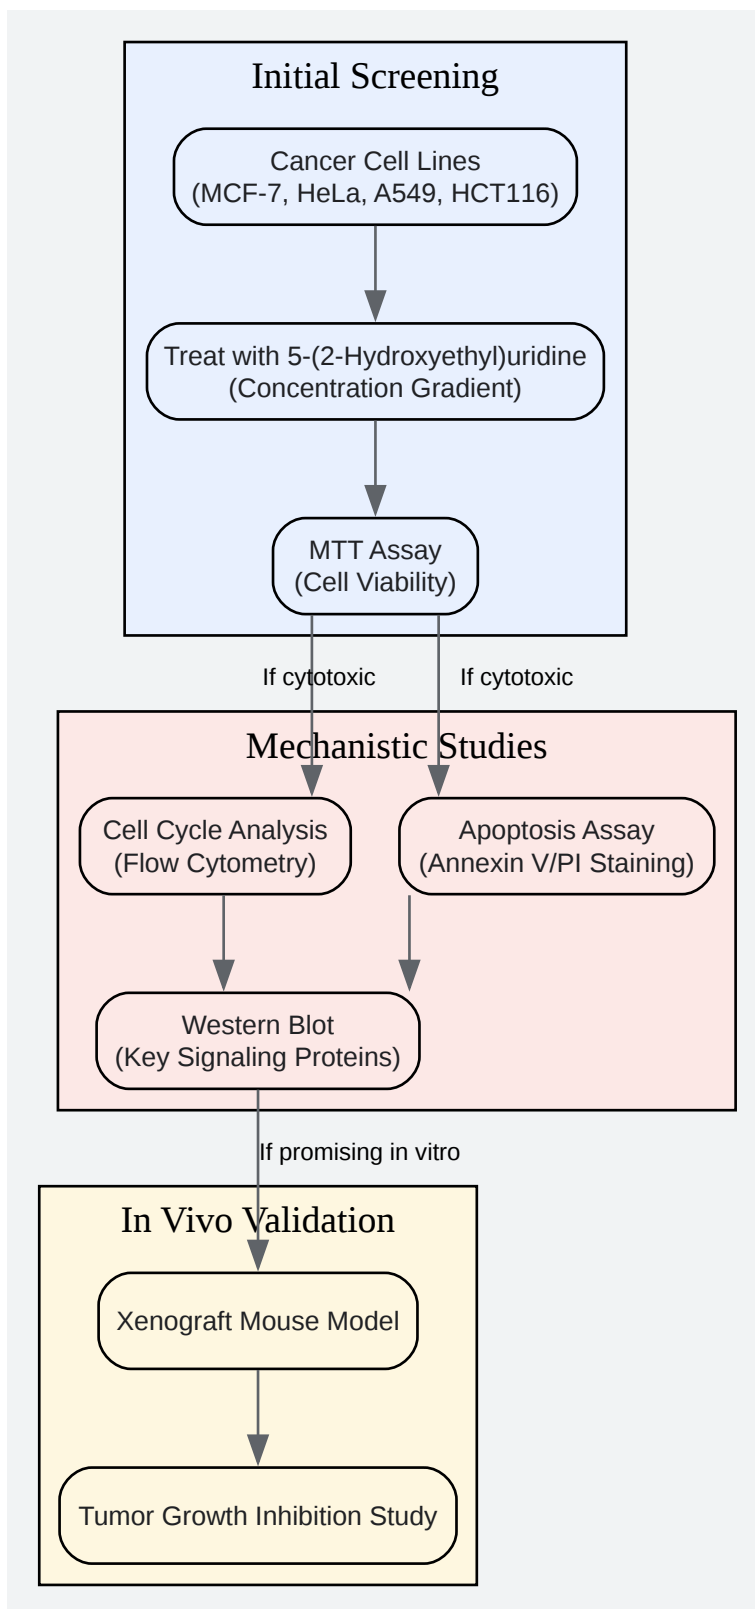 Initial Screening
Cancer Cell Lines
(MCF-7, HeLa, A549, HCT116)
Treat with 5-(2-Hydroxyethyl)uridine
(Concentration Gradient)
MTT Assay
(Cell Viability)
If cytotoxic
If cytotoxic
Mechanistic Studies
Cell Cycle Analysis
(Flow Cytometry)
Apoptosis Assay
(Annexin V/PI Staining)
Western Blot
(Key Signaling Proteins)
If promising in vitro
In Vivo Validation
Xenograft Mouse Model
Tumor Growth Inhibition Study